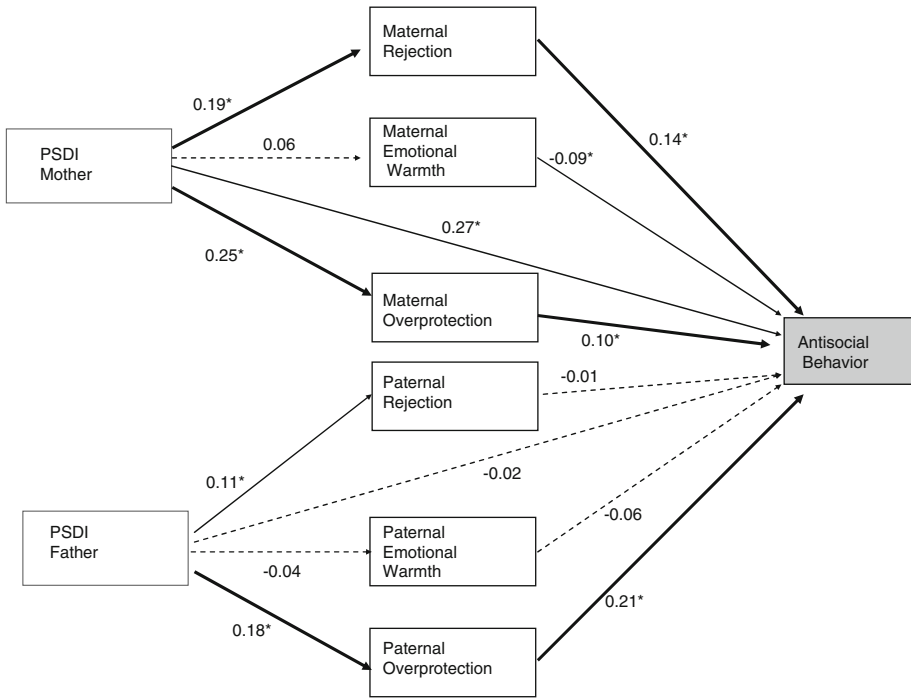 Maternal
Rejection
0.19*
0.14*
PSDI
Mother
0.06
Maternal
Emotional
Warmth
-0.09*
0.27*
0.25*
Maternal
Overprotection
0.10*
Antisocial
Behavior
Paternal
Rejection
-0.01
0.11*
-0.02
PSDI
Father
-0.04
Paternal
Emotional
Warmth
-0.06
0.21*
0.18*
Paternal
Overprotection